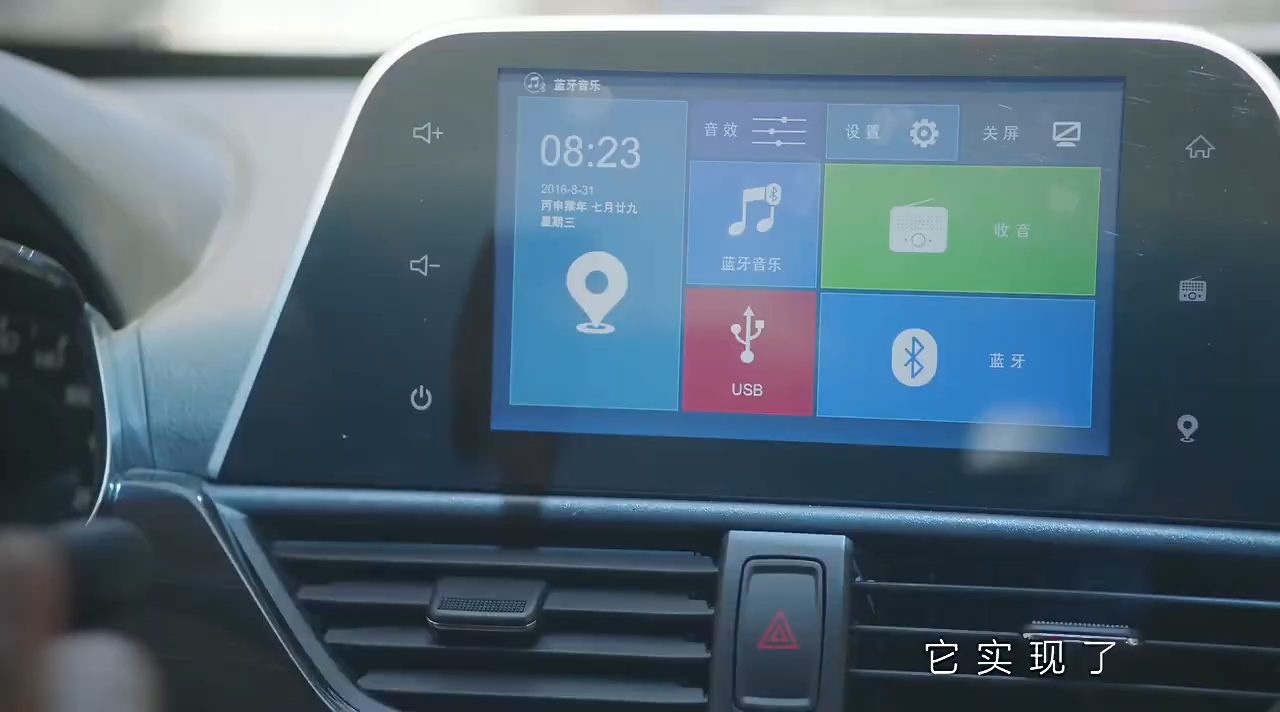 蓝牙音乐
08:23
2016-8-31
丙申猴年 七月廿九
星期三
音效
设置
关屏
蓝牙音乐
收音
USB
蓝牙
它实现了